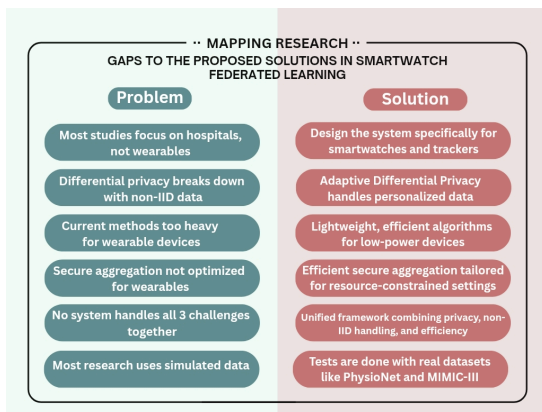 ·· MAPPING RESEARCH ··
GAPS TO THE PROPOSED SOLUTIONS IN SMARTWATCH
FEDERATED LEARNING
Problem
Solution
Most studies focus on hospitals,
not wearables
Design the system specifically for
smartwatches and trackers
Differential privacy breaks down
with non-IID data
Adaptive Differential Privacy
handles personalized data
Current methods too heavy
for wearable devices
Lightweight, efficient algorithms
for low-power devices
Secure aggregation not optimized
for wearables
Efficient secure aggregation tailored
for resource-constrained settings
No system handles all 3 challenges
together
Unified framework combining privacy, non-
IID handling, and efficiency
Most research uses simulated data
Tests are done with real datasets
like PhysioNet and MIMIC-III